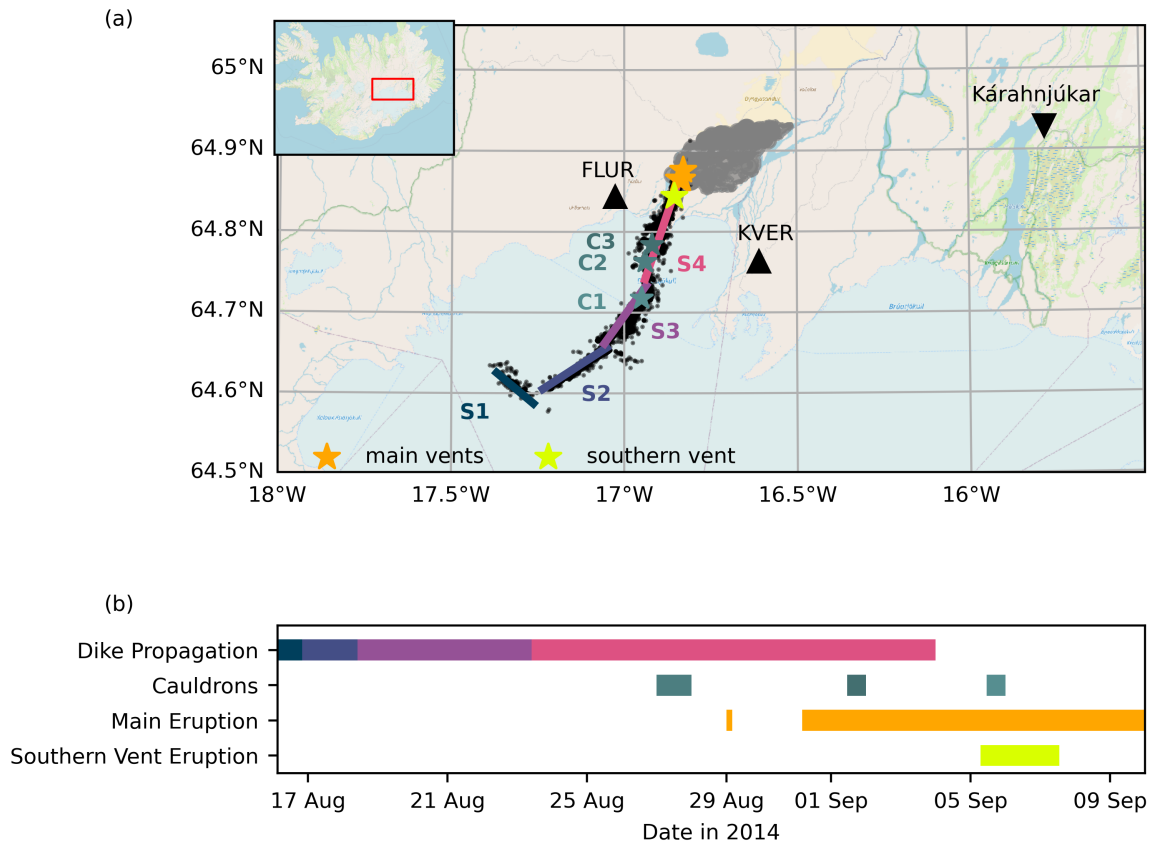 (a)
65°N
64.9°N
64.8°N
64.7°N
64.6°N
64.5°N
18°W
17.5°W
17°W
16.5°W
16°W
Kárahnjúkar
FLUR
KVER
C3
C2
S4
C1
S3
S2
S1
main vents
southern vent
(b)
Dike Propagation
Cauldrons
Main Eruption
Southern Vent Eruption
17 Aug
21 Aug
25 Aug
29 Aug
01 Sep
05 Sep
09 Sep
Date in 2014